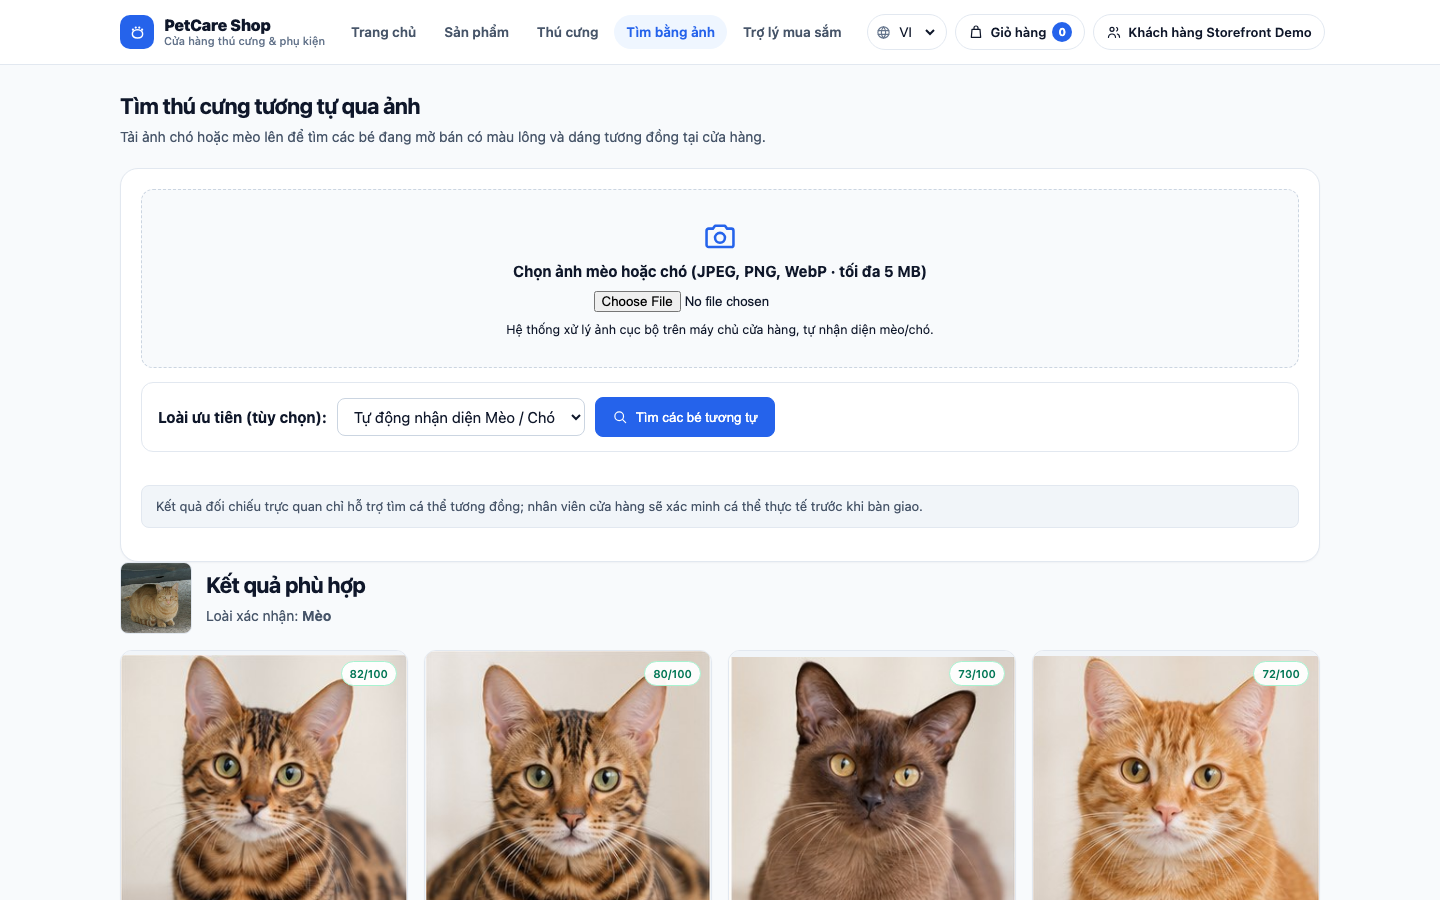 PetCare Shop
Cửa hàng thú cưng & phụ kiện
Trang chủ
Sản phẩm
Thú cưng
Tìm bằng ảnh
Trợ lý mua sắm
VI
Giỏ hàng 0
Khách hàng Storefront Demo
Tìm thú cưng tương tự qua ảnh
Tải ảnh chó hoặc mèo lên để tìm các bé đang mở bán có màu lông và dáng tương đồng tại cửa hàng.
Chọn ảnh mèo hoặc chó (JPEG, PNG, WebP · tối đa 5 MB)
Choose File No file chosen
Hệ thống xử lý ảnh cục bộ trên máy chủ cửa hàng, tự nhận diện mèo/chó.
Loài ưu tiên (tùy chọn): Tự động nhận diện Mèo / Chó Tìm các bé tương tự
Kết quả đối chiếu trực quan chỉ hỗ trợ tìm cá thể tương đồng; nhân viên cửa hàng sẽ xác minh cá thể thực tế trước khi bàn giao.
Kết quả phù hợp
Loài xác nhận: Mèo
82/100
80/100
73/100
72/100